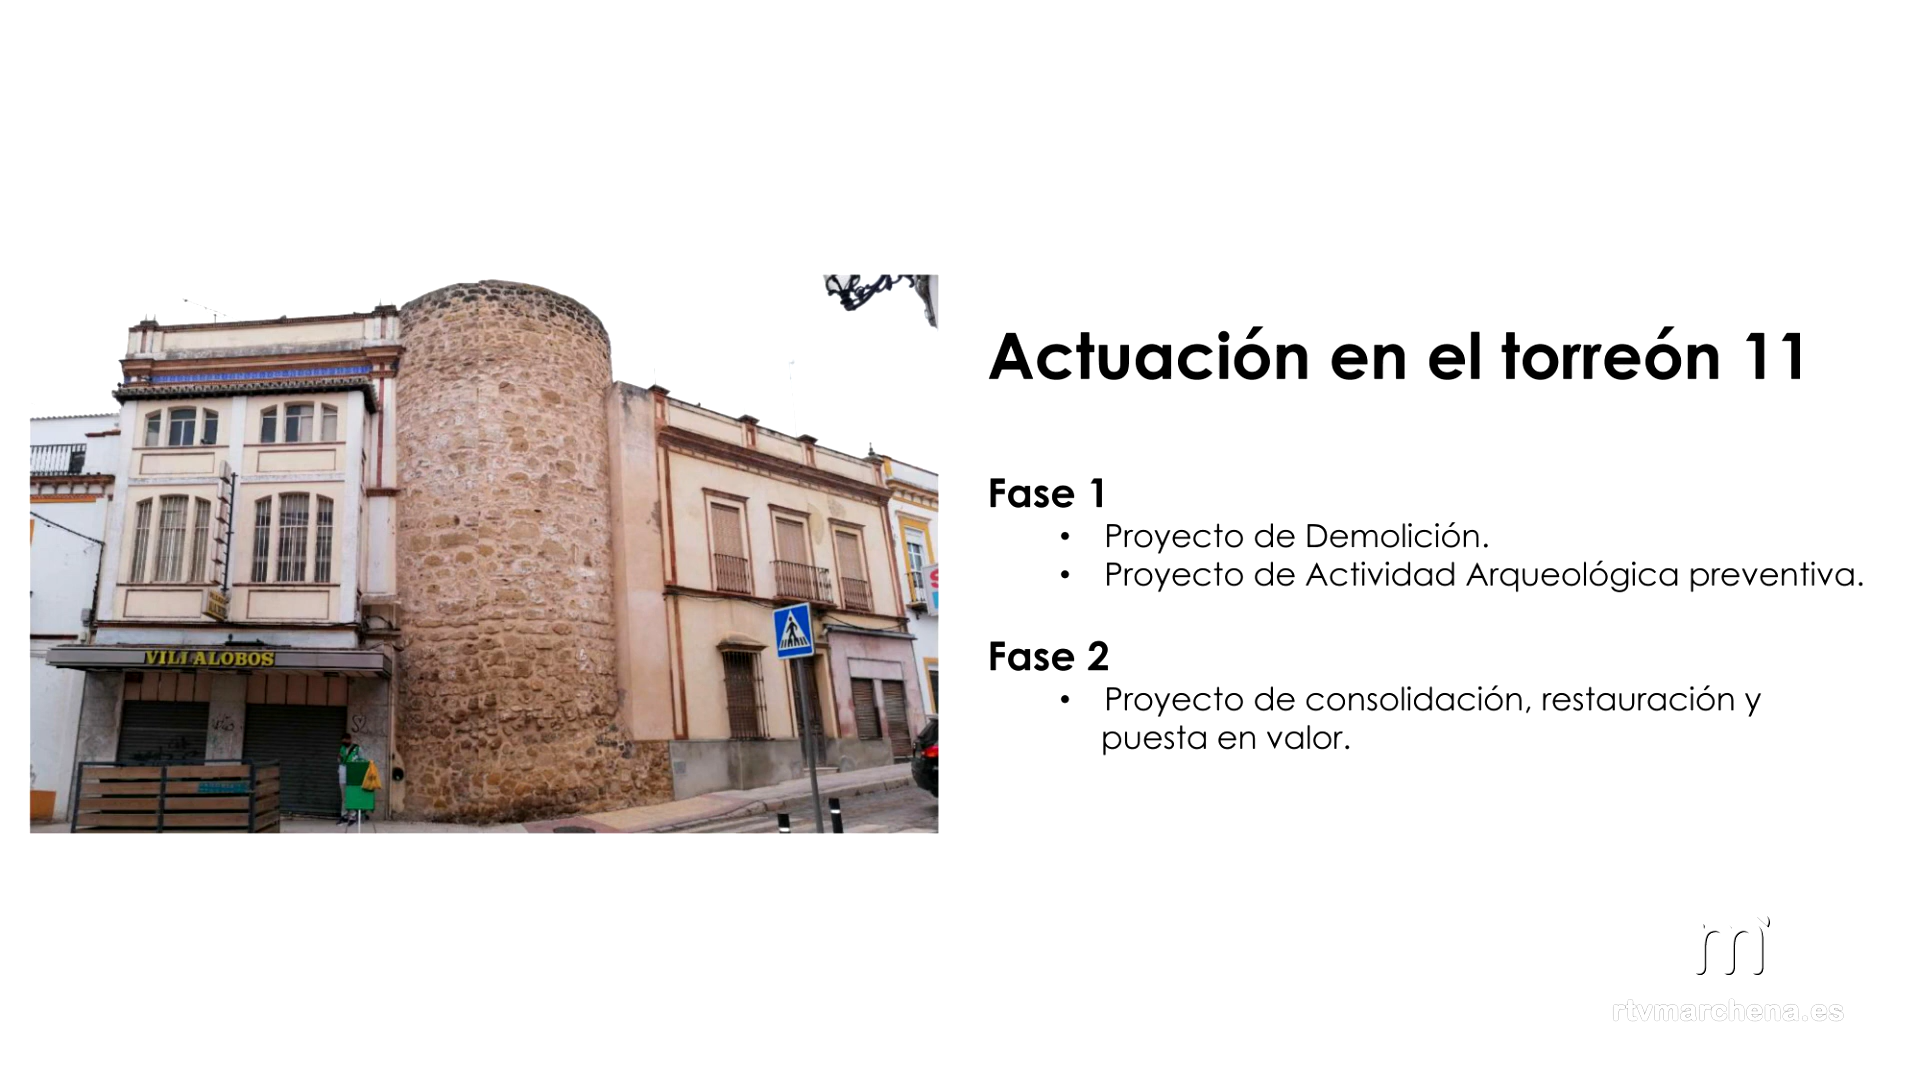 Actuación en el torreón 11
Fase 1
• Proyecto de Demolición.
• Proyecto de Actividad Arqueológica preventiva.
Fase 2
• Proyecto de consolidación, restauración y
puesta en valor.
VILLALOBOS
m
rtvmarchena.es